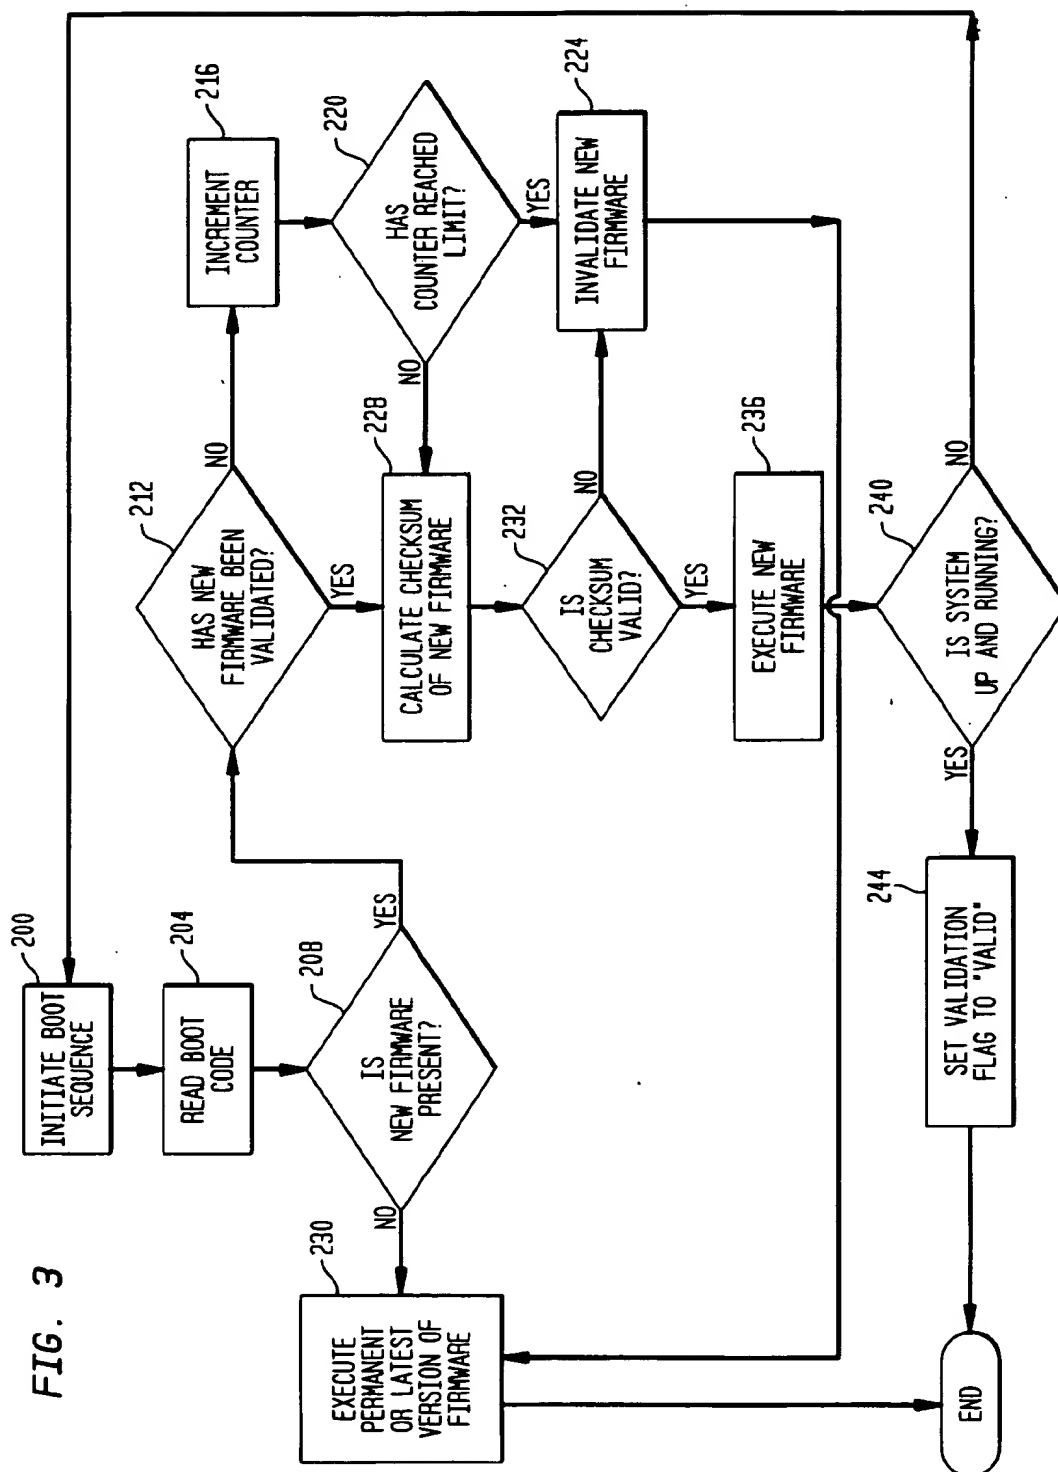 FIG. 3
200
INITIATE BOOT
SEQUENCE
204
READ BOOT
CODE
208
IS
NEW FIRMWARE
PRESENT?
YES
NO
230
EXECUTE
PERMANENT
OR LATEST
VERSION OF
FIRMWARE
212
HAS NEW
FIRMWARE BEEN
VALIDATED?
NO
YES
216
INCREMENT
COUNTER
220
HAS
COUNTER REACHED
LIMIT?
NO
YES
224
INVALIDATE NEW
FIRMWARE
228
CALCULATE CHECKSUM
OF NEW FIRMWARE
232
IS
CHECKSUM
VALID?
NO
YES
236
EXECUTE NEW
FIRMWARE
240
IS SYSTEM
UP AND RUNNING?
NO
YES
244
SET VALIDATION
FLAG TO "VALID"
END